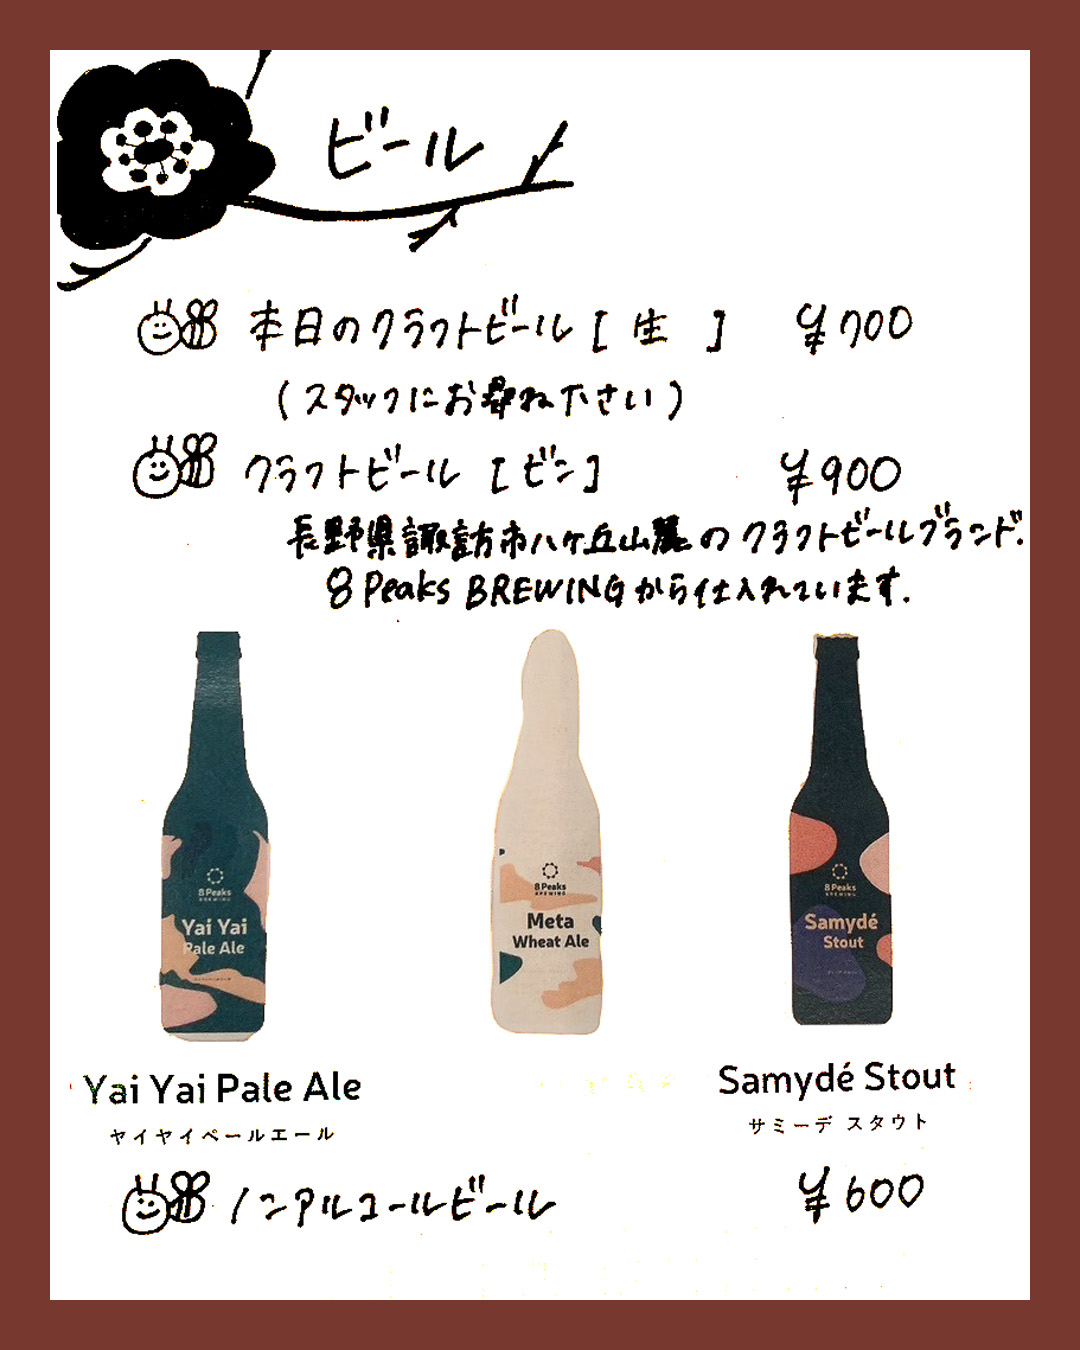 ビール
本日のクラフトビール [ 生 ] ¥700
(スタッフにお尋ね下さい)
クラフトビール [ビン] ¥900
長野県諏訪市八ヶ岳山麓のクラフトビールブランド.
8 Peaks BREWINGから仕入れています.
8 Peaks
BREWING
Yai Yai
Pale Ale
8 Peaks
BREWING
Meta
Wheat Ale
8 Peaks
BREWING
Samydé
Stout
Yai Yai Pale Ale
ヤイヤイペールエール
Samydé Stout
サミーデ スタウト
ノンアルコールビール ¥600